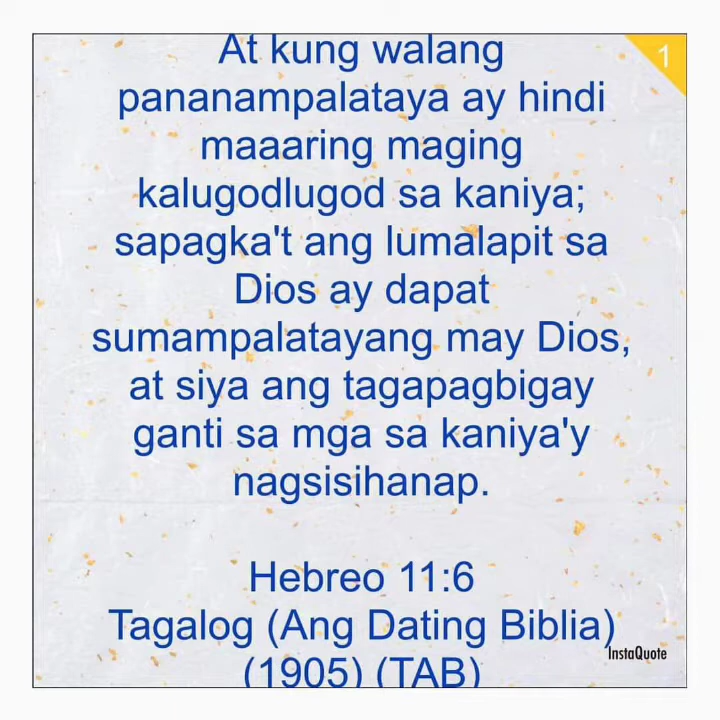 At kung walang
1
pananampalataya ay hindi
maaaring maging
kalugodlugod sa kaniya;
sapagka't ang lumalapit sa
Dios ay dapat
sumampalatayang may Dios,
at siya ang tagapagbigay
ganti sa mga sa kaniya'y
nagsisihanap.
Hebreo 11:6
Tagalog (Ang Dating Biblia)
(1905) (TAB)
InstaQuote